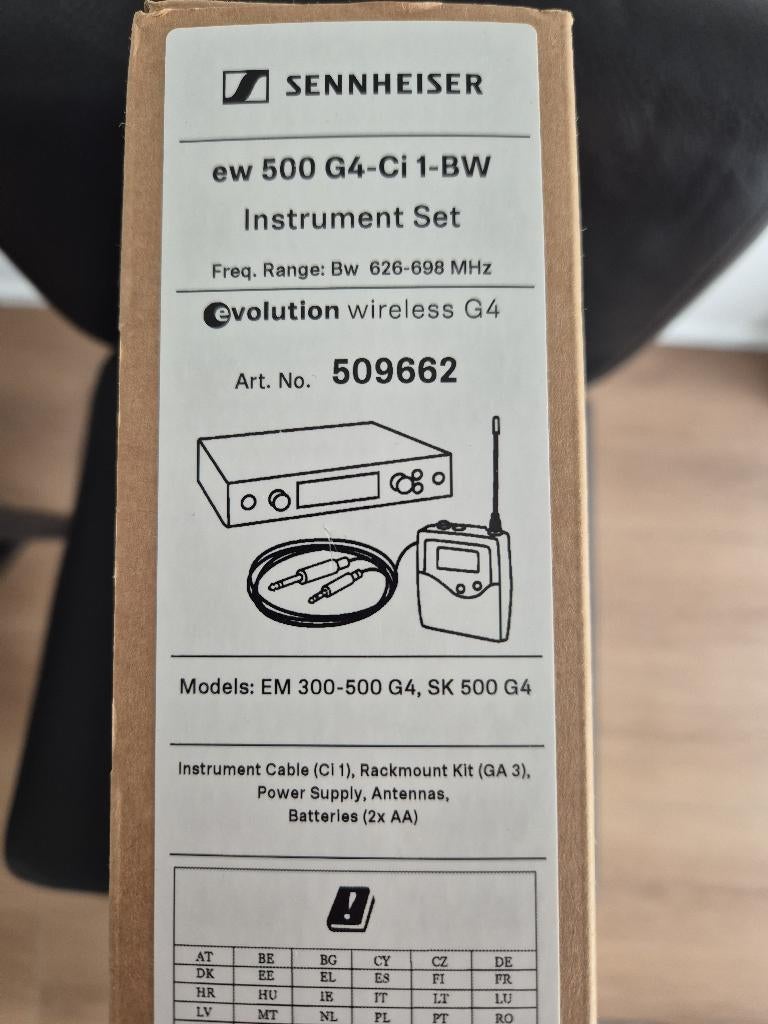 SENNHEISER
ew 500 G4-Ci 1-BW
Instrument Set
Freq. Range: Bw 626-698 MHz
evolution wireless G4
Art. No. 509662
Models: EM 300-500 G4, SK 500 G4
Instrument Cable (Ci 1), Rackmount Kit (GA 3),
Power Supply, Antennas,
Batteries (2x AA)
!
AT BE BG CY CZ DE
DK EE EL ES FI FR
HR HU IE IT LT LU
LV MT NL PL PT RO